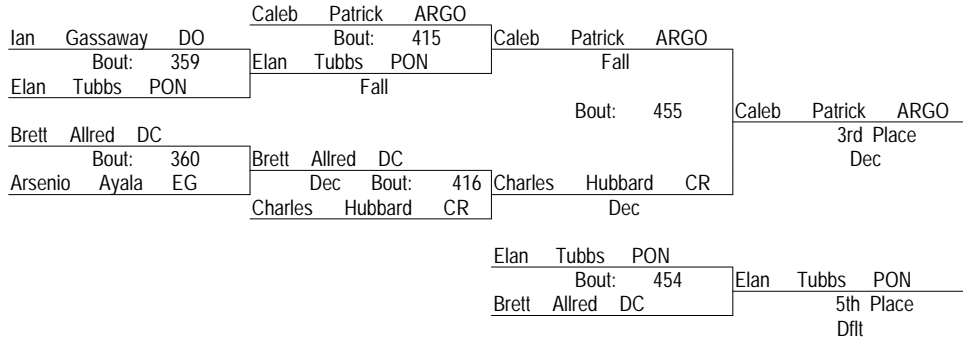 Caleb Patrick ARGO
Ian Gassaway DO
Bout: 415
Caleb Patrick ARGO
Bout: 359
Elan Tubbs PON
Fall
Elan Tubbs PON
Fall
Bout: 455
Caleb Patrick ARGO
Brett Allred DC
3rd Place
Bout: 360
Brett Allred DC
Dec
Arsenio Ayala EG
Dec Bout: 416
Charles Hubbard CR
Charles Hubbard CR
Dec
Elan Tubbs PON
Bout: 454
Elan Tubbs PON
Brett Allred DC
5th Place
Dflt